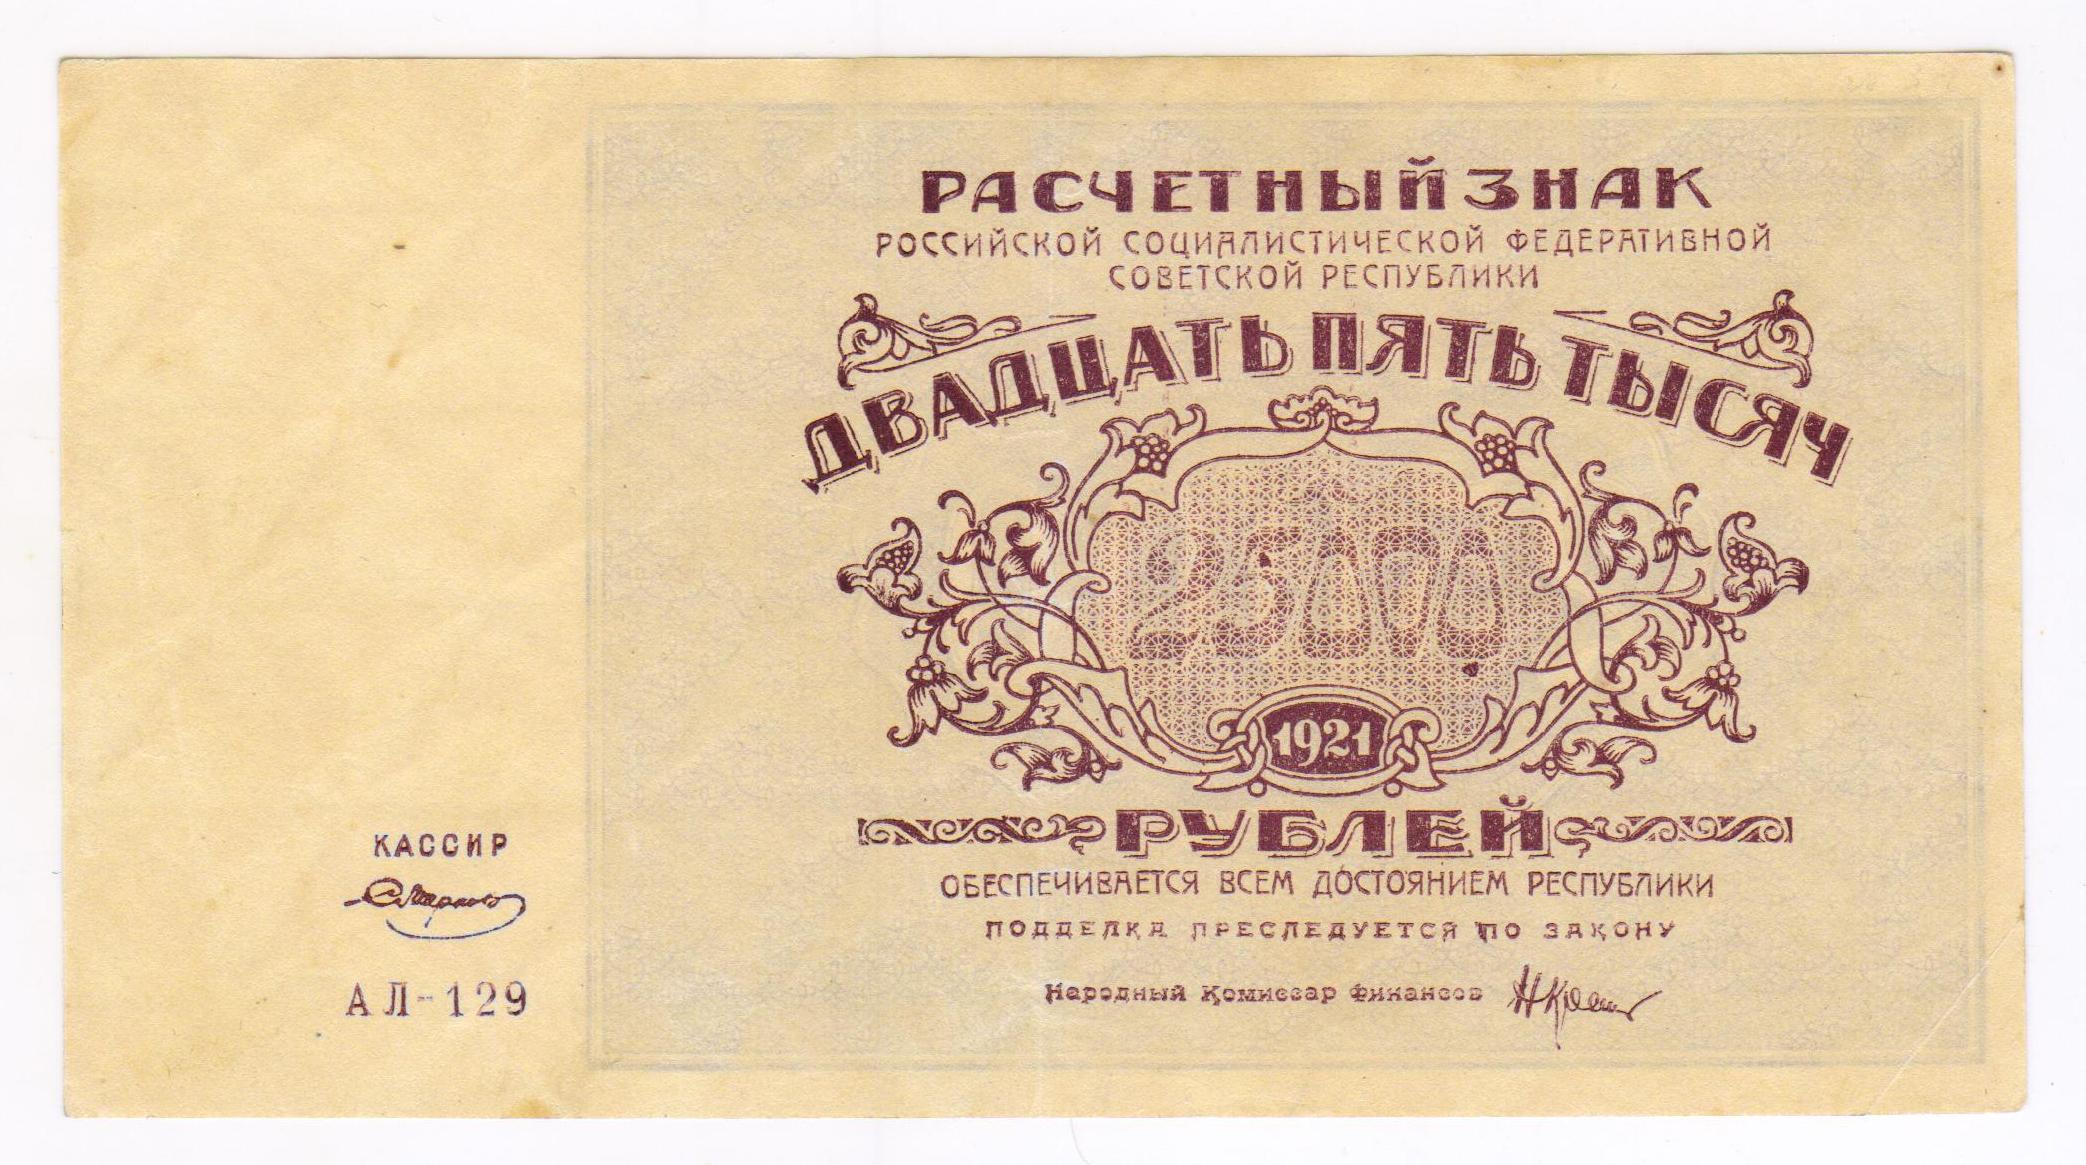 РАСЧЕТНЫЙ ЗНАК
РОССИЙСКОЙ СОЦИАЛИСТИЧЕСКОЙ ФЕДЕРАТИВНОЙ
СОВЕТСКОЙ РЕСПУБЛИКИ
ДВАДЦАТЬ ПЯТЬ ТЫСЯЧ
25000
1921
РУБЛЕЙ
ОБЕСПЕЧИВАЕТСЯ ВСЕМ ДОСТОЯНИЕМ РЕСПУБЛИКИ
ПОДДЕЛКА ПРЕСЛЕДУЕТСЯ ПО ЗАКОНУ
Народный Комиссар Финансов
КАССИР
АЛ-129